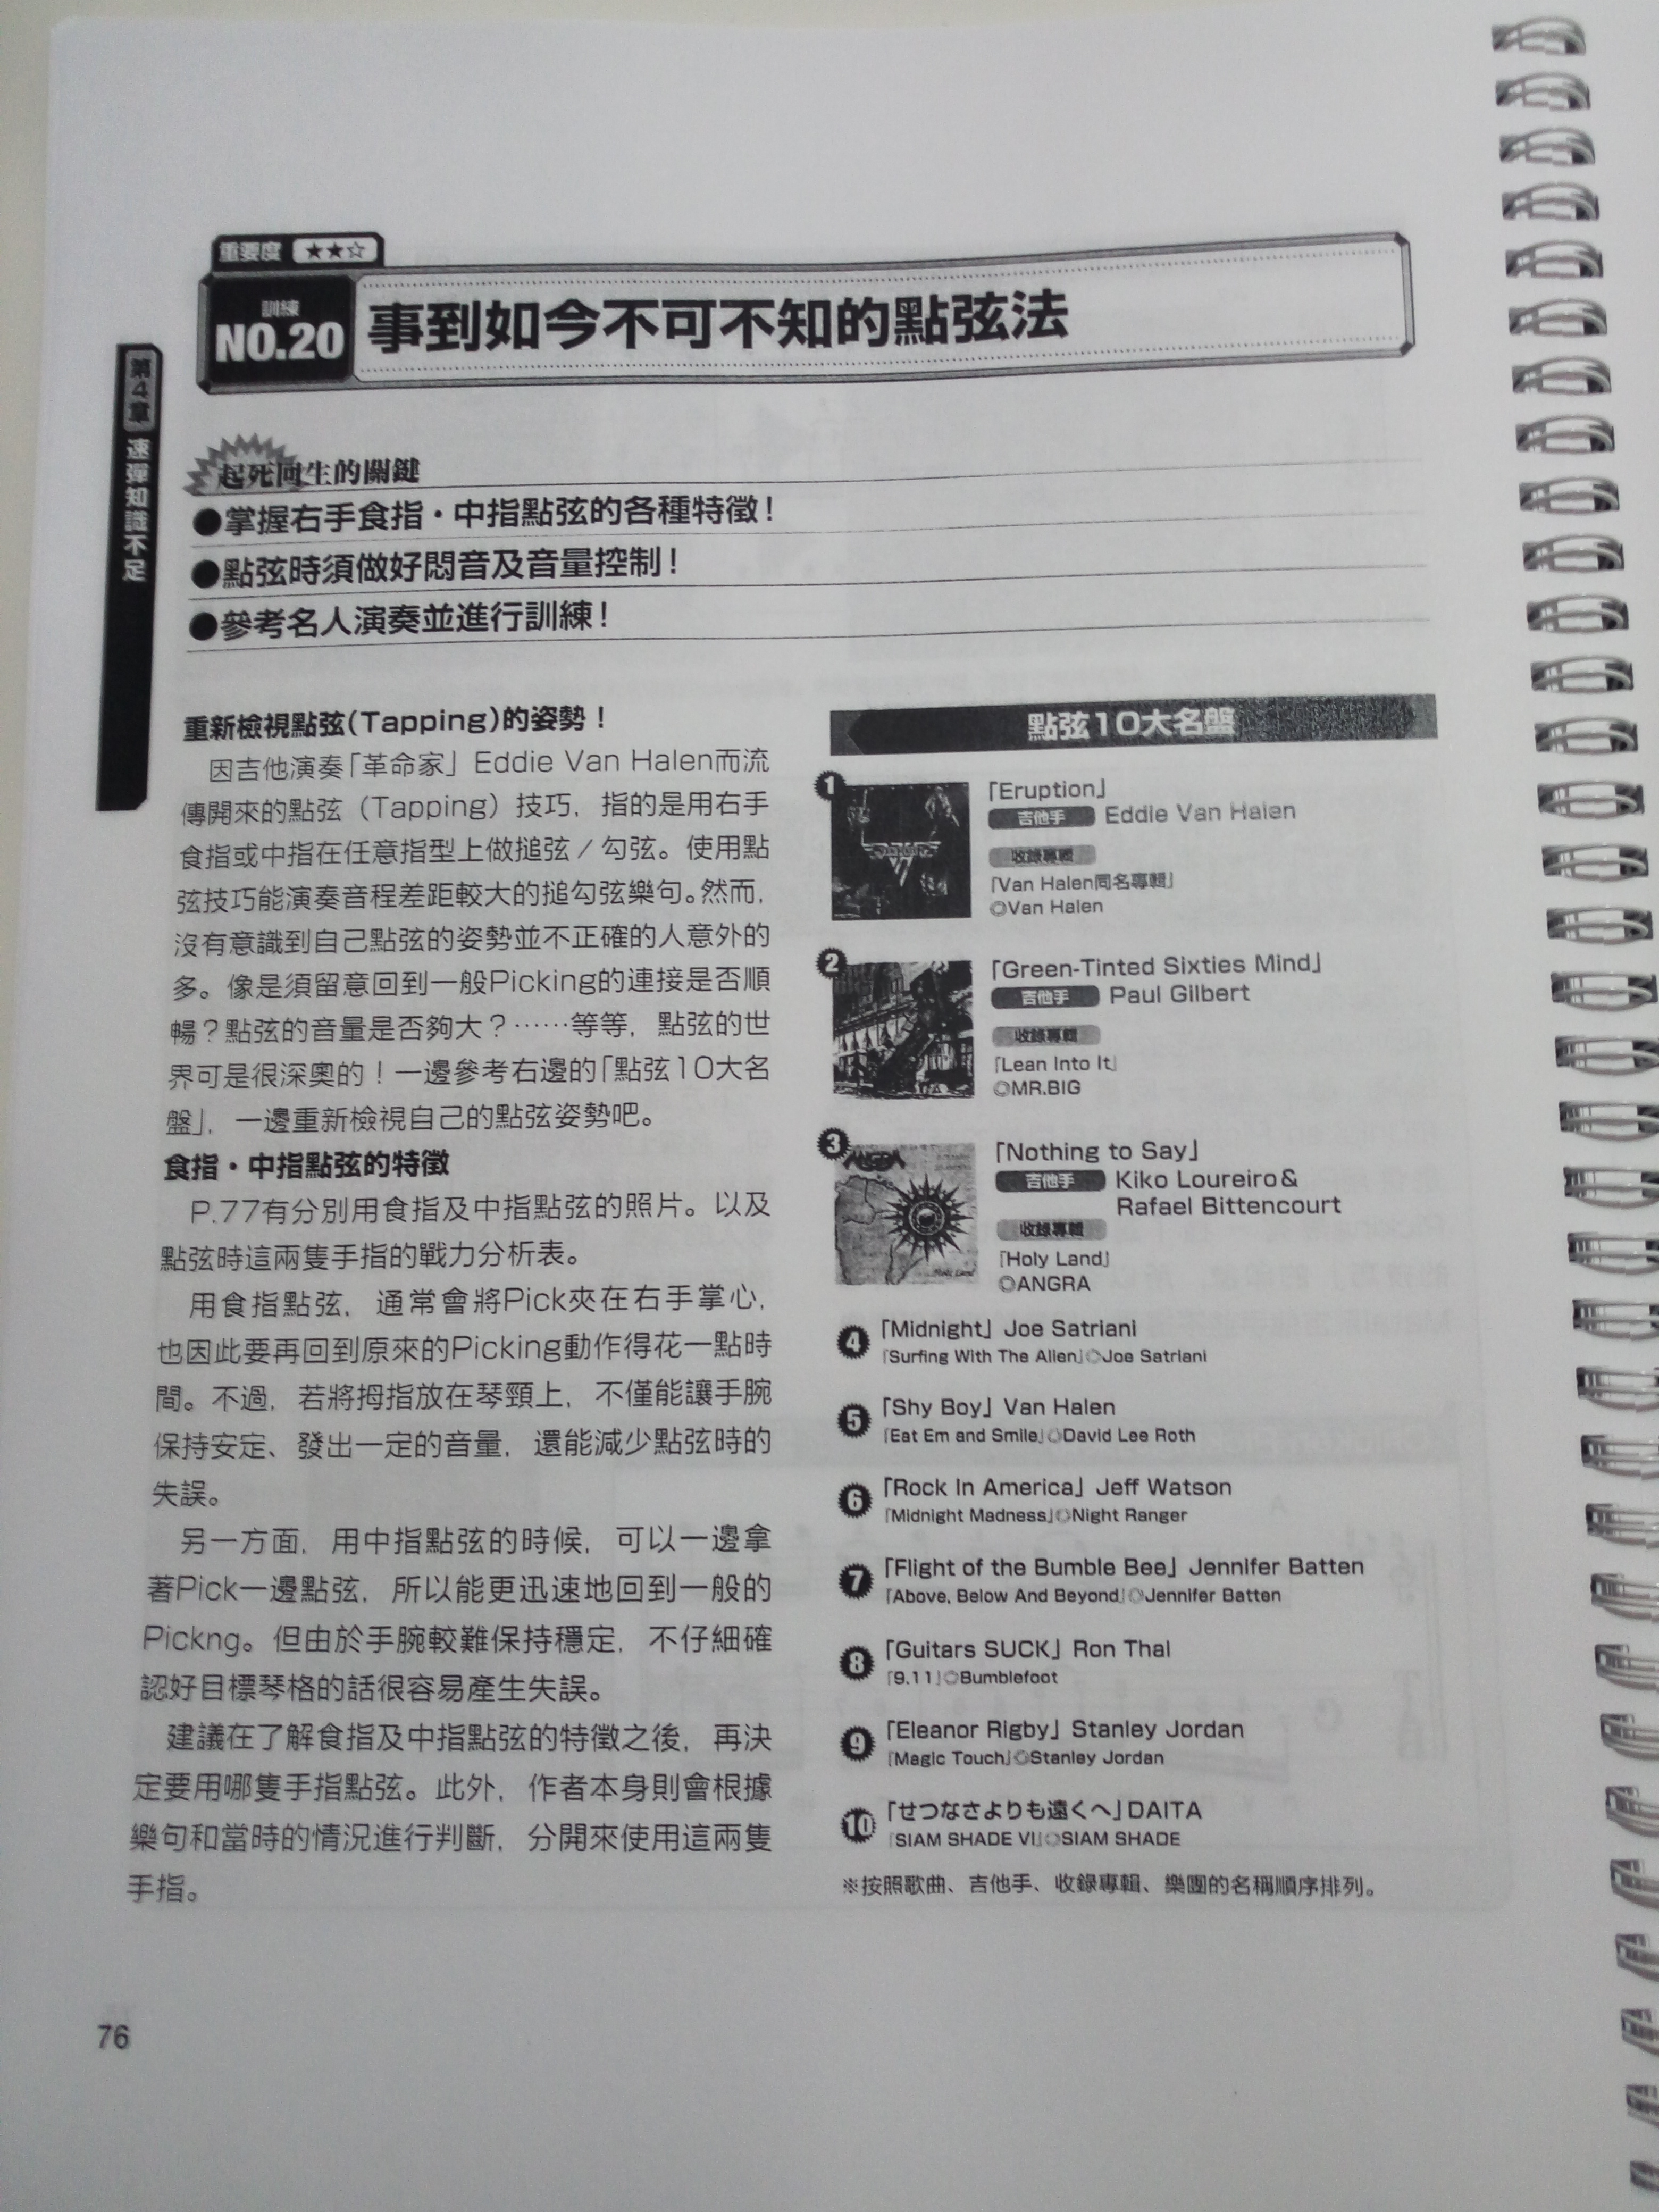 重要度 ★★☆
訓練
NO.20
事到如今不可不知的點弦法
第4章 速彈知識不足
起死回生的關鍵
●掌握右手食指・中指點弦的各種特徵！
●點弦時須做好悶音及音量控制！
●參考名人演奏並進行訓練！
重新檢視點弦(Tapping)的姿勢！
因吉他演奏「革命家」Eddie Van Halen而流
傳開來的點弦（Tapping）技巧，指的是用右手
食指或中指在任意指型上做搥弦／勾弦。使用點
弦技巧能演奏音程差距較大的搥勾弦樂句。然而，
沒有意識到自己點弦的姿勢並不正確的人意外的
多。像是須留意回到一般Picking的連接是否順
暢？點弦的音量是否夠大？……等等，點弦的世
界可是很深奧的！一邊參考右邊的「點弦10大名
盤」，一邊重新檢視自己的點弦姿勢吧。
食指・中指點弦的特徵
P.77有分別用食指及中指點弦的照片。以及
點弦時這兩隻手指的戰力分析表。
用食指點弦，通常會將Pick夾在右手掌心，
也因此要再回到原來的Picking動作得花一點時
間。不過，若將拇指放在琴頸上，不僅能讓手腕
保持安定、發出一定的音量，還能減少點弦時的
失誤。
另一方面，用中指點弦的時候，可以一邊拿
著Pick一邊點弦，所以能更迅速地回到一般的
Pickng。但由於手腕較難保持穩定，不仔細確
認好目標琴格的話很容易產生失誤。
建議在了解食指及中指點弦的特徵之後，再決
定要用哪隻手指點弦。此外，作者本身則會根據
樂句和當時的情況進行判斷，分開來使用這兩隻
手指。
點弦10大名盤
1
「Eruption」
吉他手 Eddie Van Halen
收錄專輯
『Van Halen同名專輯』
◎Van Halen
2
「Green-Tinted Sixties Mind」
吉他手 Paul Gilbert
收錄專輯
『Lean Into It』
◎MR.BIG
3
ANGRA
Holy Land
「Nothing to Say」
吉他手 Kiko Loureiro&
Rafael Bittencourt
收錄專輯
『Holy Land』
◎ANGRA
4 「Midnight」 Joe Satriani
『Surfing With The Alien』◎Joe Satriani
5 「Shy Boy」 Van Halen
『Eat Em and Smile』◎David Lee Roth
6 「Rock In America」 Jeff Watson
『Midnight Madness』◎Night Ranger
7 「Flight of the Bumble Bee」 Jennifer Batten
『Above, Below And Beyond』◎Jennifer Batten
8 「Guitars SUCK」 Ron Thal
『9.11』◎Bumblefoot
9 「Eleanor Rigby」 Stanley Jordan
『Magic Touch』◎Stanley Jordan
10 「せつなさよりも遠くへ」DAITA
『SIAM SHADE VI』◎SIAM SHADE
※按照歌曲、吉他手、收錄專輯、樂團的名稱順序排列。
76